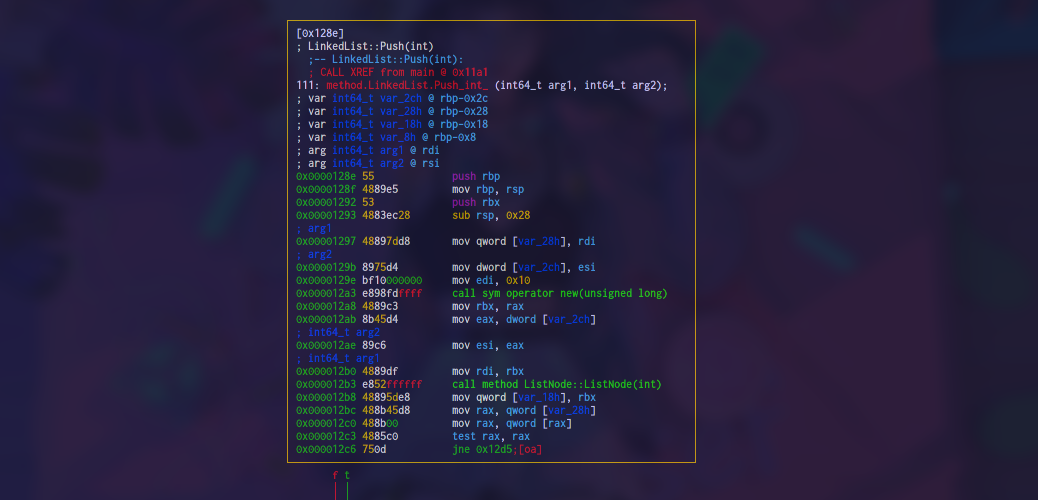 [0x128e]
; LinkedList::Push(int)
;-- LinkedList::Push(int):
; CALL XREF from main @ 0x11a1
111: method.LinkedList.Push_int_ (int64_t arg1, int64_t arg2);
; var int64_t var_2ch @ rbp-0x2c
; var int64_t var_28h @ rbp-0x28
; var int64_t var_18h @ rbp-0x18
; var int64_t var_8h @ rbp-0x8
; arg int64_t arg1 @ rdi
; arg int64_t arg2 @ rsi
0x0000128e 55 push rbp
0x0000128f 4889e5 mov rbp, rsp
0x00001292 53 push rbx
0x00001293 4883ec28 sub rsp, 0x28
; arg1
0x00001297 48897dd8 mov qword [var_28h], rdi
; arg2
0x0000129b 8975d4 mov dword [var_2ch], esi
0x0000129e bf10000000 mov edi, 0x10
0x000012a3 e898fdffff call sym operator new(unsigned long)
0x000012a8 4889c3 mov rbx, rax
0x000012ab 8b45d4 mov eax, dword [var_2ch]
; int64_t arg2
0x000012ae 89c6 mov esi, eax
; int64_t arg1
0x000012b0 4889df mov rdi, rbx
0x000012b3 e852ffffff call method ListNode::ListNode(int)
0x000012b8 48895de8 mov qword [var_18h], rbx
0x000012bc 488b45d8 mov rax, qword [var_28h]
0x000012c0 488b00 mov rax, qword [rax]
0x000012c3 4885c0 test rax, rax
0x000012c6 750d jne 0x12d5;[oa]
f t